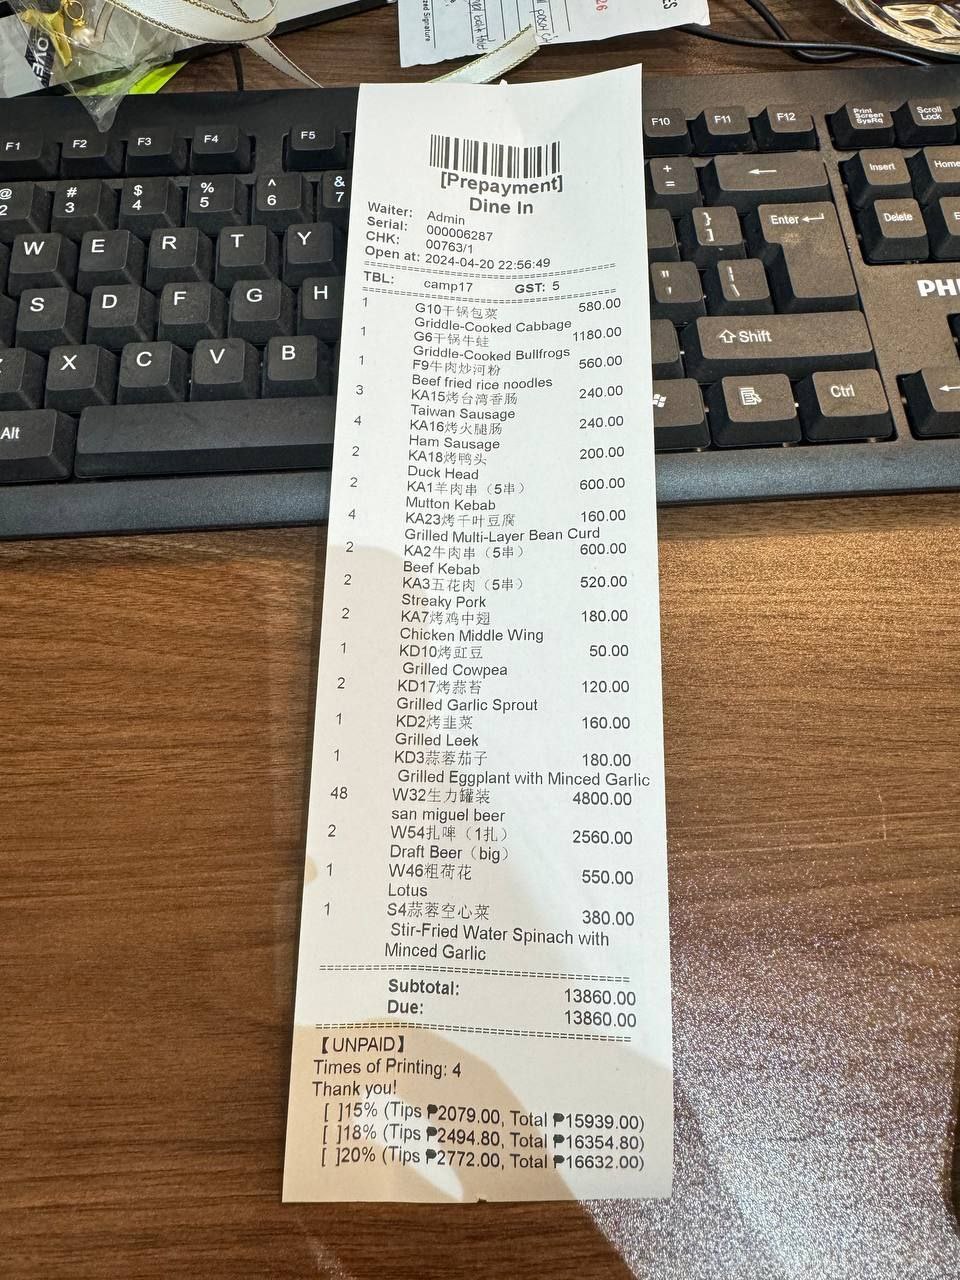 [Prepayment]
Dine In
Waiter: Admin
Serial: 000006287
CHK: 00763/1
Open at: 2024-04-20 22:56:49
TBL: camp17 GST: 5
1 G10干锅包菜 580.00
Griddle-Cooked Cabbage
1 G6干锅牛蛙 1180.00
Griddle-Cooked Bullfrogs
1 F9牛肉炒河粉 560.00
Beef fried rice noodles
3 KA15烤台湾香肠 240.00
Taiwan Sausage
4 KA16烤火腿肠 240.00
Ham Sausage
2 KA18烤鸭头 200.00
Duck Head
2 KA1羊肉串（5串） 600.00
Mutton Kebab
4 KA23烤千叶豆腐 160.00
Grilled Multi-Layer Bean Curd
2 KA2牛肉串（5串） 600.00
Beef Kebab
2 KA3五花肉（5串） 520.00
Streaky Pork
2 KA7烤鸡中翅 180.00
Chicken Middle Wing
1 KD10烤豇豆 50.00
Grilled Cowpea
2 KD17烤蒜苔 120.00
Grilled Garlic Sprout
1 KD2烤韭菜 160.00
Grilled Leek
1 KD3蒜蓉茄子 180.00
Grilled Eggplant with Minced Garlic
48 W32生力罐装 4800.00
san miguel beer
2 W54扎啤（1扎） 2560.00
Draft Beer（big）
1 W46粗荷花 550.00
Lotus
1 S4蒜蓉空心菜 380.00
Stir-Fried Water Spinach with
Minced Garlic
Subtotal: 13860.00
Due: 13860.00
【UNPAID】
Times of Printing: 4
Thank you!
[ ]15% (Tips ₱2079.00, Total ₱15939.00)
[ ]18% (Tips ₱2494.80, Total ₱16354.80)
[ ]20% (Tips ₱2772.00, Total ₱16632.00)
F1 F2 F3 F4 F5 F10 F11 F12 Print Screen SysRq Scroll Lock
@ 2 # 3 $ 4 % 5 ^ 6 & 7 + = Insert Home
W E R T Y } ] Enter Delete
S D F G H " ' | \ PH
X C V B Shift
Alt Ctrl